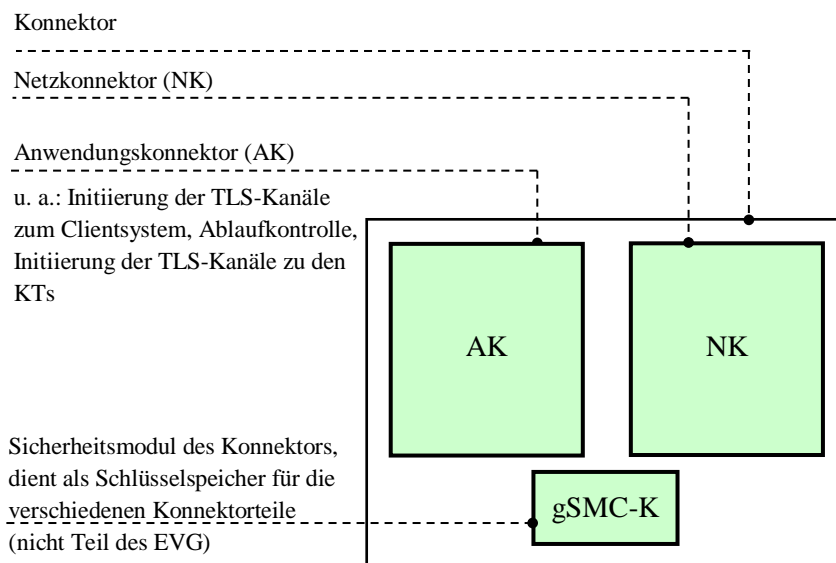 Konnektor
Netzkonnektor (NK)
Anwendungskonnektor (AK)
u. a.: Initiierung der TLS-Kanäle
zum Clientsystem, Ablaufkontrolle,
Initiierung der TLS-Kanäle zu den
KTs
AK
NK
Sicherheitsmodul des Konnektors,
dient als Schlüsselspeicher für die
verschiedenen Konnektorteile
(nicht Teil des EVG)
gSMC-K